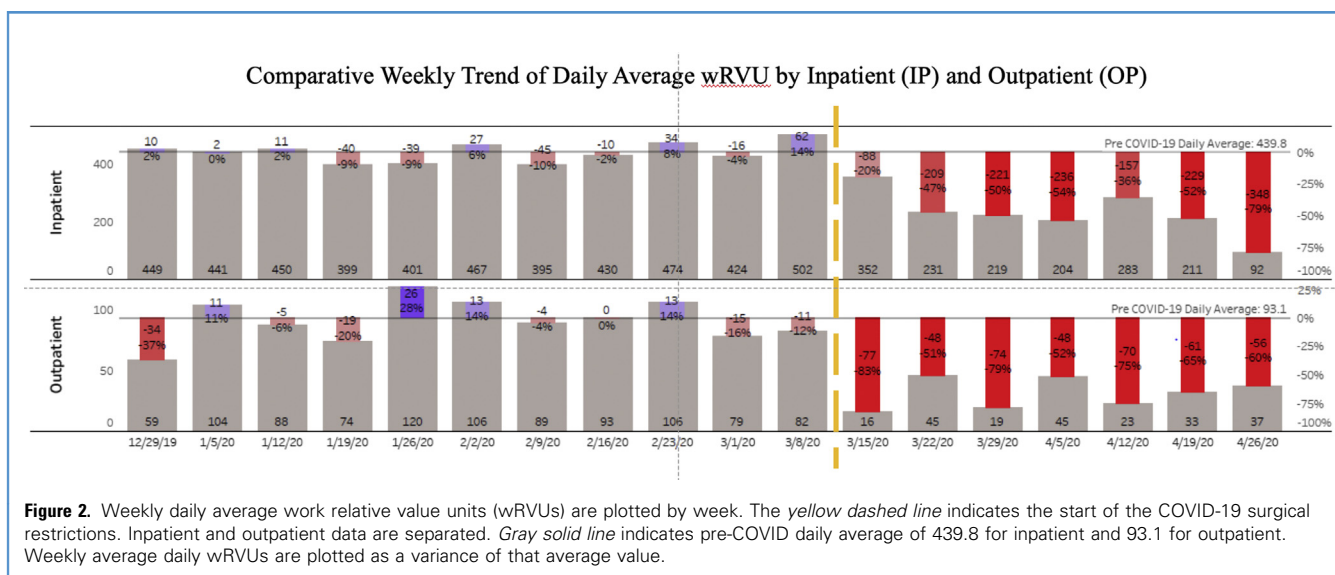 Comparative Weekly Trend of Daily Average wRVU by Inpatient (IP) and Outpatient (OP)
Inpatient
400
200
0
10 2 11 -40 -39 27 -45 -10 34 -16 62 -88 -209 -221 -236 -157 -229 -348
2% 0% 2% -9% -9% 6% -10% -2% 8% -4% 14% -20% -47% -50% -54% -36% -52% -79%
Pre COVID-19 Daily Average: 439.8
0%
-25%
-50%
-75%
-100%
449 441 450 399 401 467 395 430 474 424 502 352 231 219 204 283 211 92
Outpatient
100
50
0
-34 11 -5 -19 26 13 -4 0 13 -15 -11 -77 -48 -74 -48 -70 -61 -56
-37% 11% -6% -20% 28% 14% -4% 0% 14% -16% -12% -83% -51% -79% -52% -75% -65% -60%
Pre COVID-19 Daily Average: 93.1
25%
0%
-25%
-50%
-75%
-100%
59 104 88 74 120 106 89 93 106 79 82 16 45 19 45 23 33 37
12/29/19 1/5/20 1/12/20 1/19/20 1/26/20 2/2/20 2/9/20 2/16/20 2/23/20 3/1/20 3/8/20 3/15/20 3/22/20 3/29/20 4/5/20 4/12/20 4/19/20 4/26/20
Figure 2. Weekly daily average work relative value units (wRVUs) are plotted by week. The yellow dashed line indicates the start of the COVID-19 surgical
restrictions. Inpatient and outpatient data are separated. Gray solid line indicates pre-COVID daily average of 439.8 for inpatient and 93.1 for outpatient.
Weekly average daily wRVUs are plotted as a variance of that average value.